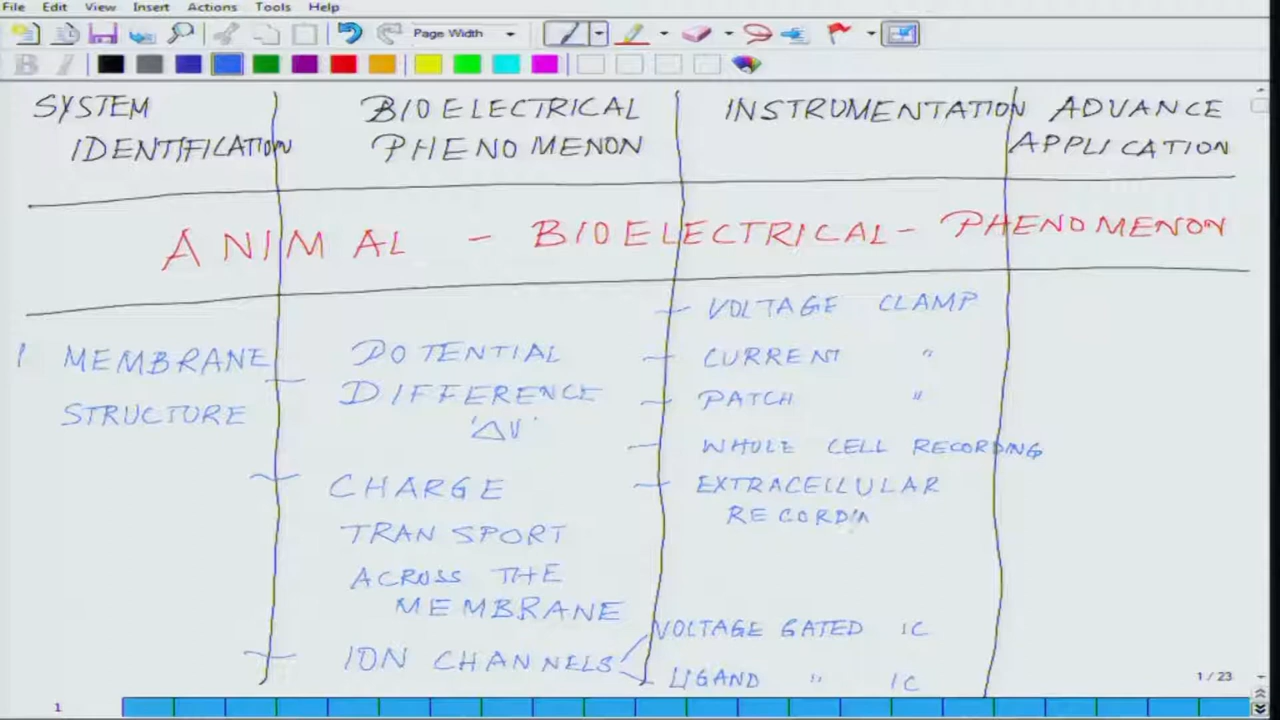 File Edit View Insert Actions Tools Help
Page Width
SYSTEM IDENTIFICATION
BIOELECTRICAL PHENOMENON
INSTRUMENTATION
ADVANCE APPLICATION
ANIMAL - BIOELECTRICAL - PHENOMENON
1 MEMBRANE
STRUCTURE
POTENTIAL
DIFFERENCE
'ΔV'
CHARGE
TRANSPORT
ACROSS THE
MEMBRANE
ION CHANNELS
VOLTAGE GATED IC
LIGAND " IC
VOLTAGE CLAMP
CURRENT "
PATCH "
WHOLE CELL RECORDING
EXTRACELLULAR
RECORDIN
1 / 23
1